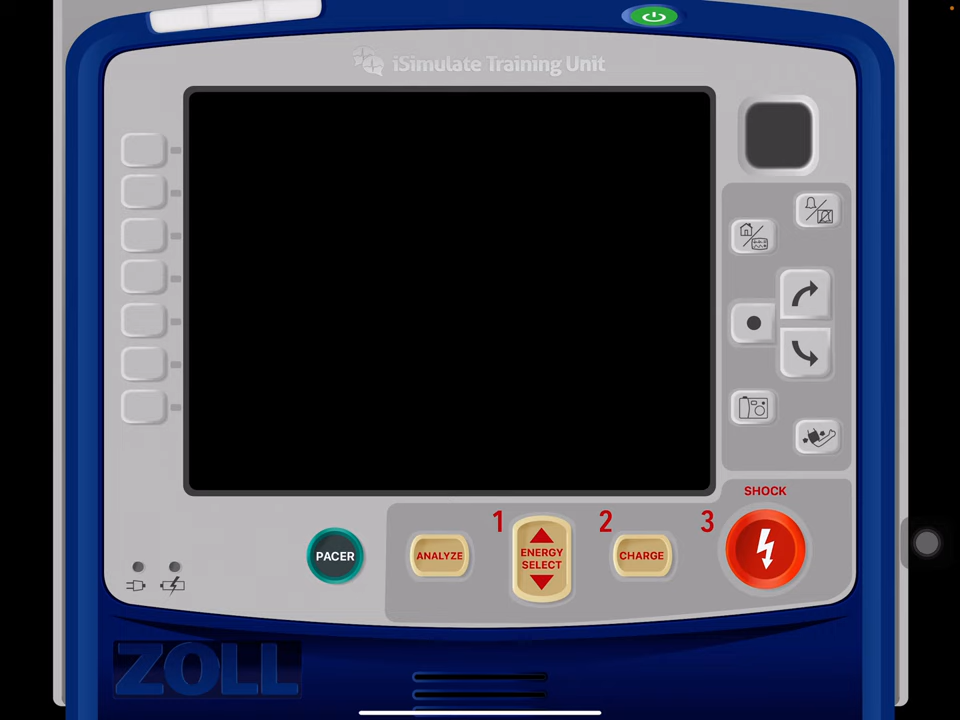 iSimulate Training Unit
SHOCK
1
2
3
PACER
ANALYZE
ENERGY
SELECT
CHARGE
ZOLL